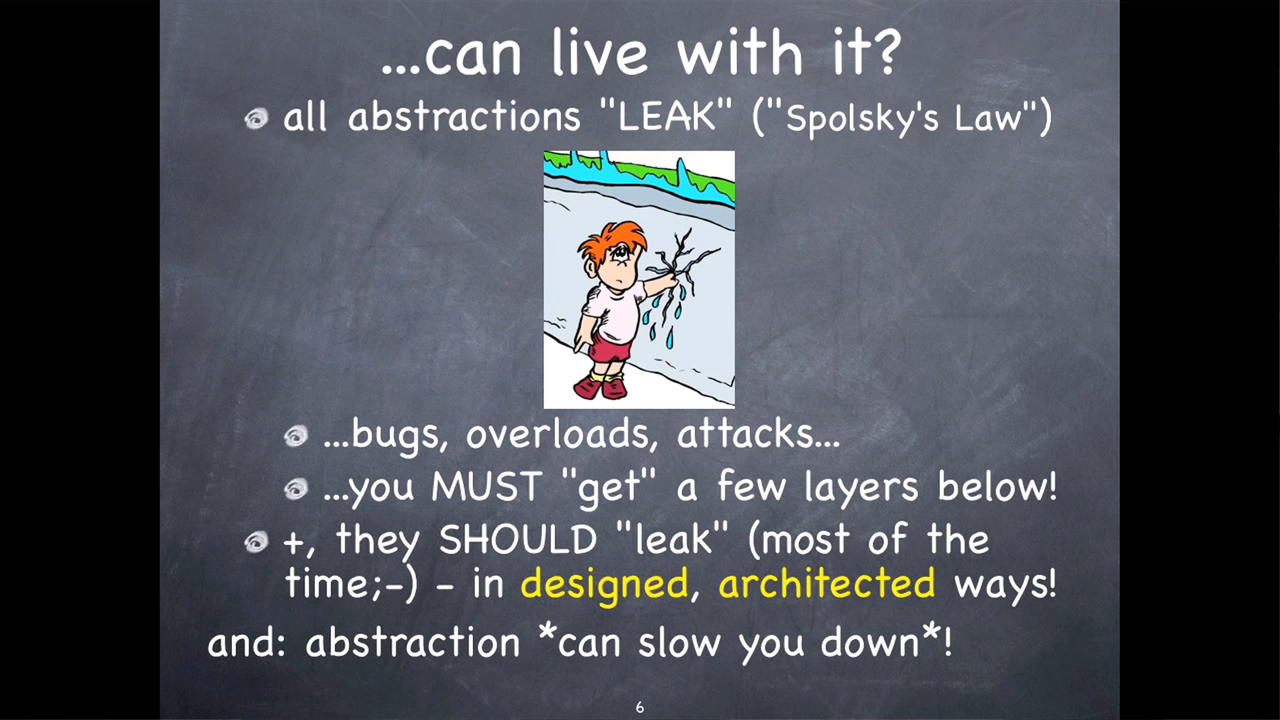 ...can live with it?
all abstractions "LEAK" ("Spolsky's Law")
...bugs, overloads, attacks...
...you MUST "get" a few layers below!
+, they SHOULD "leak" (most of the
time;-) - in designed, architected ways!
and: abstraction *can slow you down*!
6